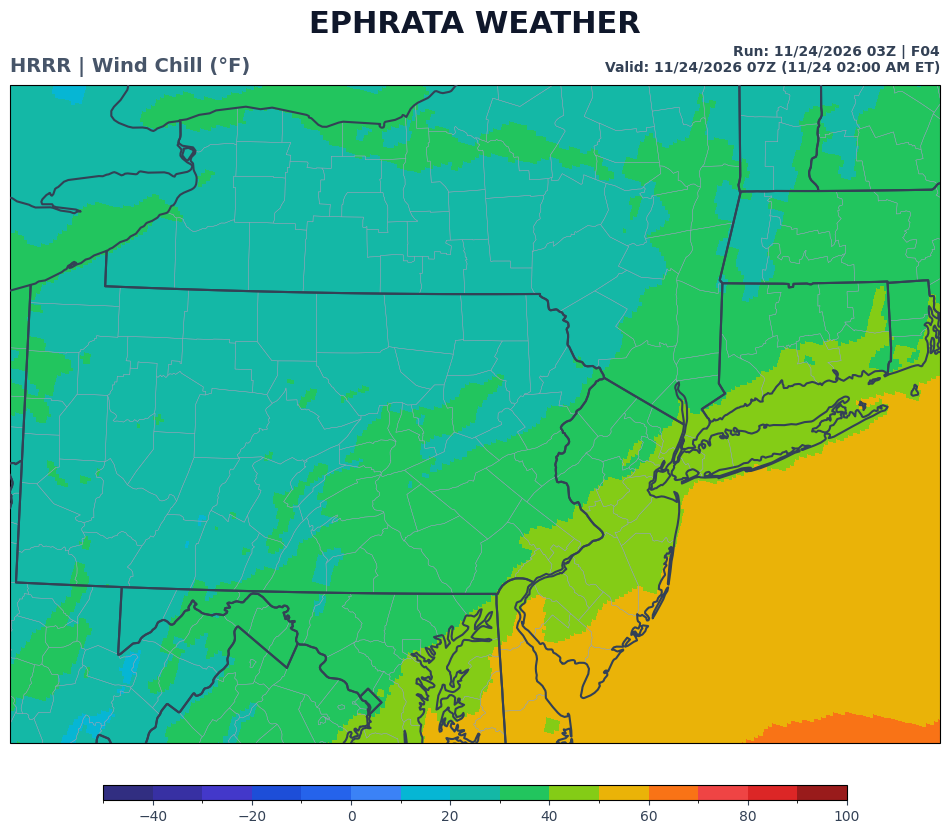 EPHRATA WEATHER
HRRR | Wind Chill (°F)
Run: 11/24/2026 03Z | F04
Valid: 11/24/2026 07Z (11/24 02:00 AM ET)
−40 −20 0 20 40 60 80 100